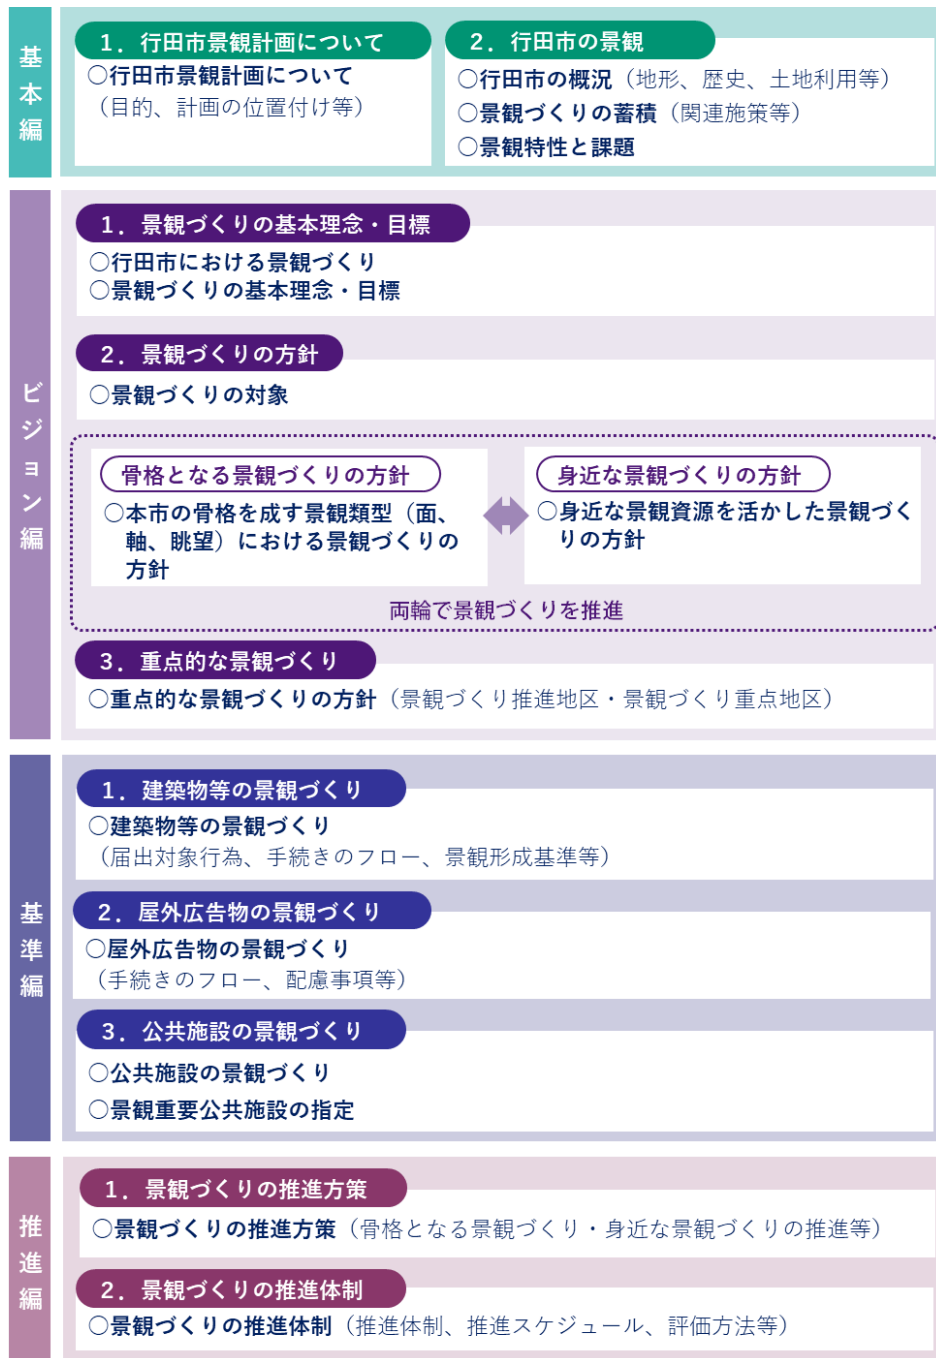 基本編
1．行田市景観計画について
○行田市景観計画について
（目的、計画の位置付け等）
2．行田市の景観
○行田市の概況（地形、歴史、土地利用等）
○景観づくりの蓄積（関連施策等）
○景観特性と課題
ビジョン編
1．景観づくりの基本理念・目標
○行田市における景観づくり
○景観づくりの基本理念・目標
2．景観づくりの方針
○景観づくりの対象
骨格となる景観づくりの方針
○本市の骨格を成す景観類型（面、
軸、眺望）における景観づくりの
方針
身近な景観づくりの方針
○身近な景観資源を活かした景観づく
りの方針
両輪で景観づくりを推進
3．重点的な景観づくり
○重点的な景観づくりの方針（景観づくり推進地区・景観づくり重点地区）
基準編
1．建築物等の景観づくり
○建築物等の景観づくり
（届出対象行為、手続きのフロー、景観形成基準等）
2．屋外広告物の景観づくり
○屋外広告物の景観づくり
（手続きのフロー、配慮事項等）
3．公共施設の景観づくり
○公共施設の景観づくり
○景観重要公共施設の指定
推進編
1．景観づくりの推進方策
○景観づくりの推進方策（骨格となる景観づくり・身近な景観づくりの推進等）
2．景観づくりの推進体制
○景観づくりの推進体制（推進体制、推進スケジュール、評価方法等）